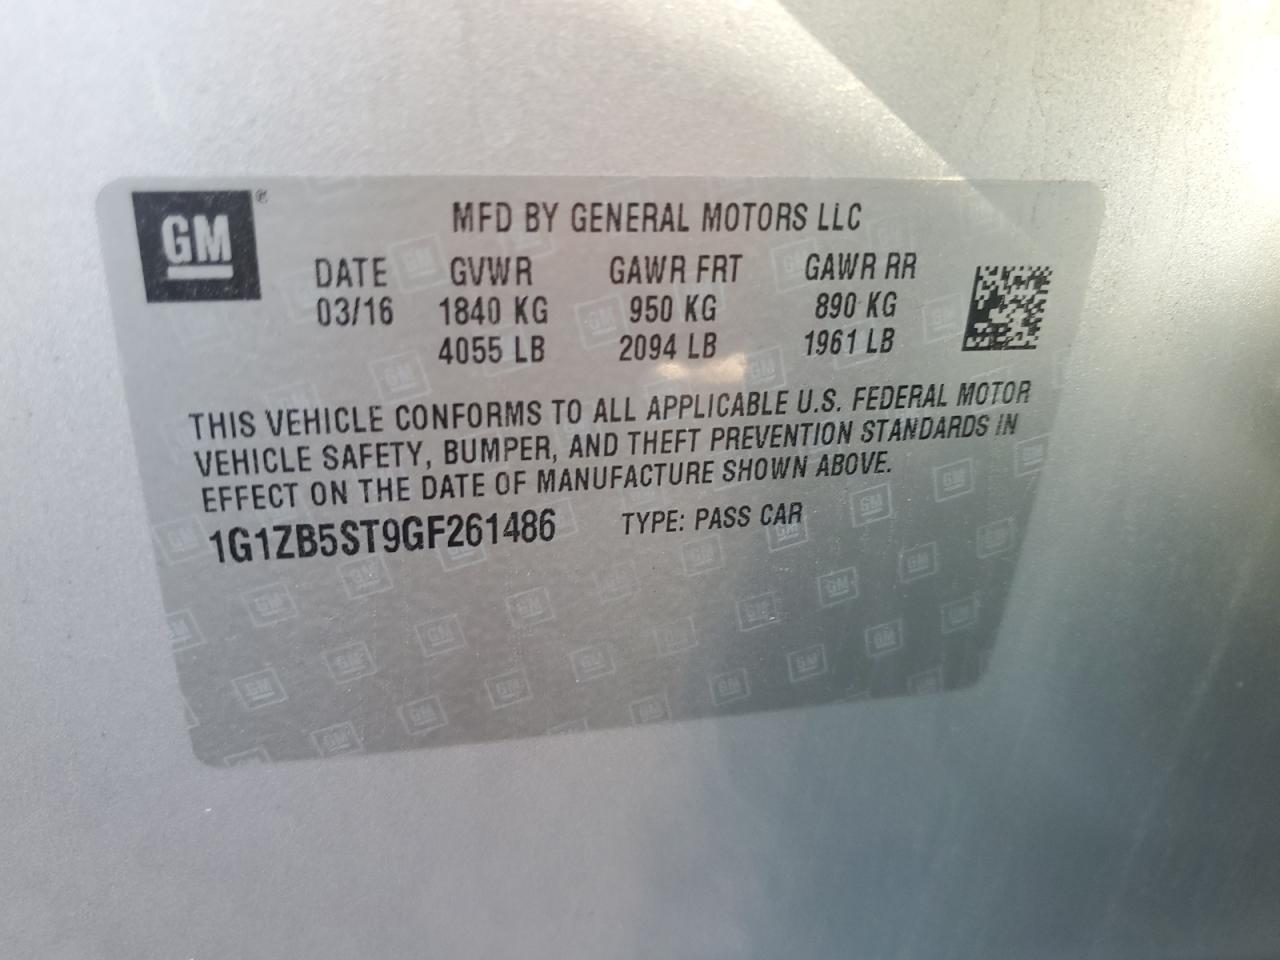 GM®
MFD BY GENERAL MOTORS LLC
DATE GVWR GAWR FRT GAWR RR
03/16 1840 KG 950 KG 890 KG
4055 LB 2094 LB 1961 LB
THIS VEHICLE CONFORMS TO ALL APPLICABLE U.S. FEDERAL MOTOR
VEHICLE SAFETY, BUMPER, AND THEFT PREVENTION STANDARDS IN
EFFECT ON THE DATE OF MANUFACTURE SHOWN ABOVE.
1G1ZB5ST9GF261486 TYPE: PASS CAR